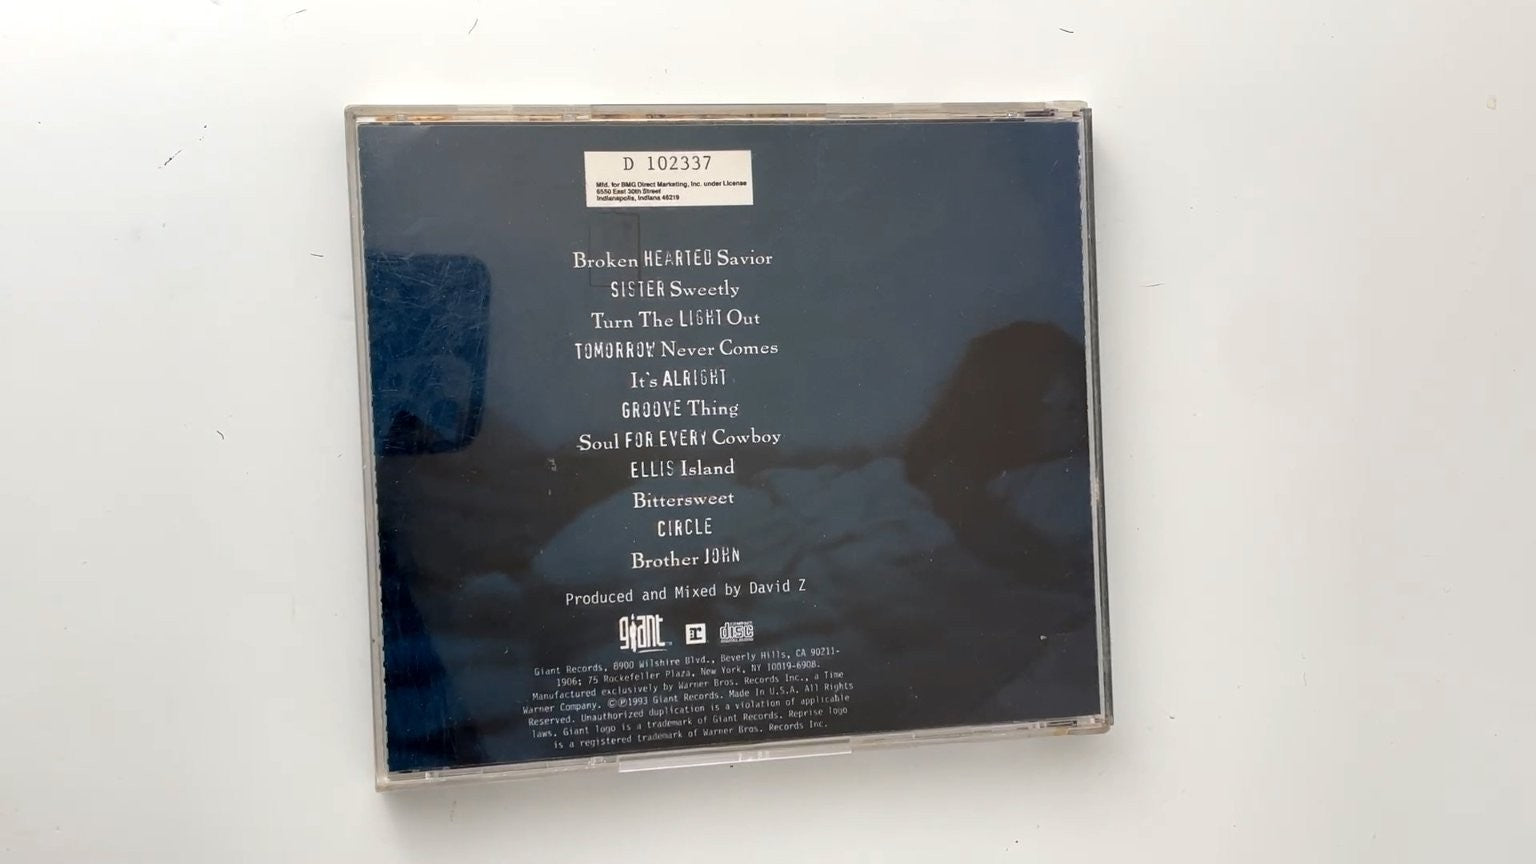 D 102337
Mfd. for BMG Direct Marketing, Inc. under License
6550 East 30th Street
Indianapolis, Indiana 46219
Broken HEARTED Savior
SISTER Sweetly
Turn The LIGHT Out
TOMORROW Never Comes
It's ALRIGHT
GROOVE Thing
Soul FOR EVERY Cowboy
ELLIS Island
Bittersweet
CIRCLE
Brother JOHN
Produced and Mixed by David Z
giant r COMPACT disc DIGITAL AUDIO
Giant Records, 8900 Wilshire Blvd., Beverly Hills, CA 90211-
1906; 75 Rockefeller Plaza, New York, NY 10019-6908.
Manufactured exclusively by Warner Bros. Records Inc., a Time
Warner Company. ©℗1993 Giant Records. Made In U.S.A. All Rights
Reserved. Unauthorized duplication is a violation of applicable
laws. Giant logo is a trademark of Giant Records. Reprise logo
is a registered trademark of Warner Bros. Records Inc.